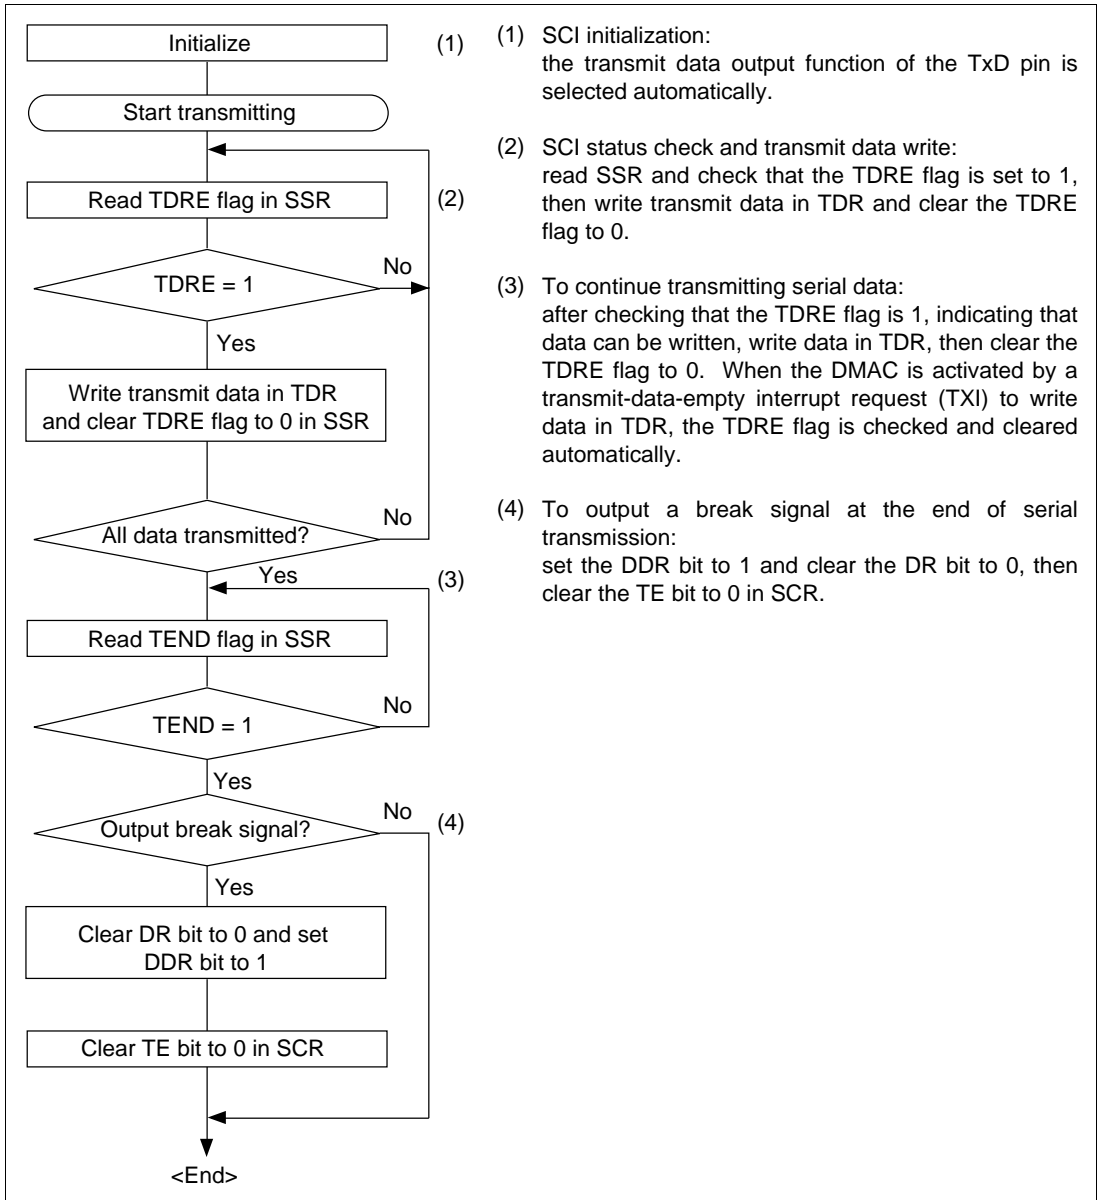 Initialize
(1)
Start transmitting
Read TDRE flag in SSR
(2)
TDRE = 1
No
Yes
Write transmit data in TDR
and clear TDRE flag to 0 in SSR
All data transmitted?
No
Yes
(3)
Read TEND flag in SSR
TEND = 1
No
Yes
Output break signal?
No
(4)
Yes
Clear DR bit to 0 and set
DDR bit to 1
Clear TE bit to 0 in SCR
<End>
(1) SCI initialization:
the transmit data output function of the TxD pin is
selected automatically.
(2) SCI status check and transmit data write:
read SSR and check that the TDRE flag is set to 1,
then write transmit data in TDR and clear the TDRE
flag to 0.
(3) To continue transmitting serial data:
after checking that the TDRE flag is 1, indicating that
data can be written, write data in TDR, then clear the
TDRE flag to 0. When the DMAC is activated by a
transmit-data-empty interrupt request (TXI) to write
data in TDR, the TDRE flag is checked and cleared
automatically.
(4) To output a break signal at the end of serial
transmission:
set the DDR bit to 1 and clear the DR bit to 0, then
clear the TE bit to 0 in SCR.